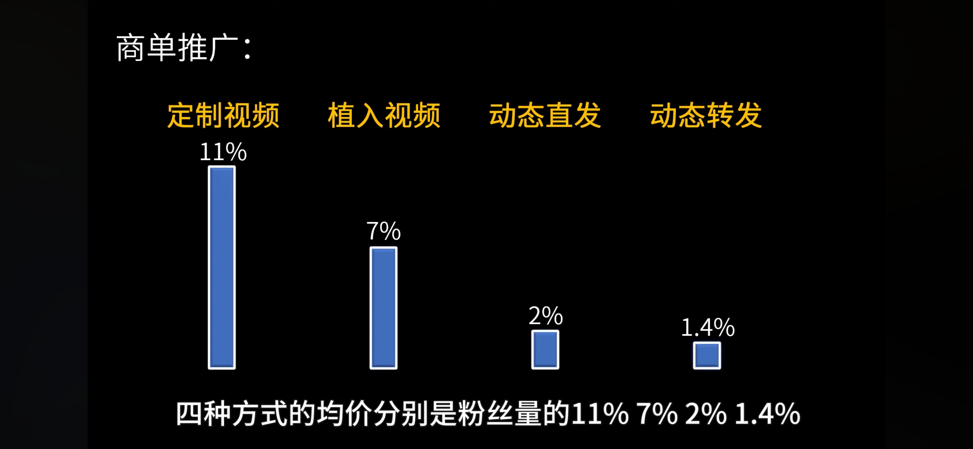 商单推广：
定制视频 植入视频 动态直发 动态转发
11%
7%
2%
1.4%
四种方式的均价分别是粉丝量的11% 7% 2% 1.4%